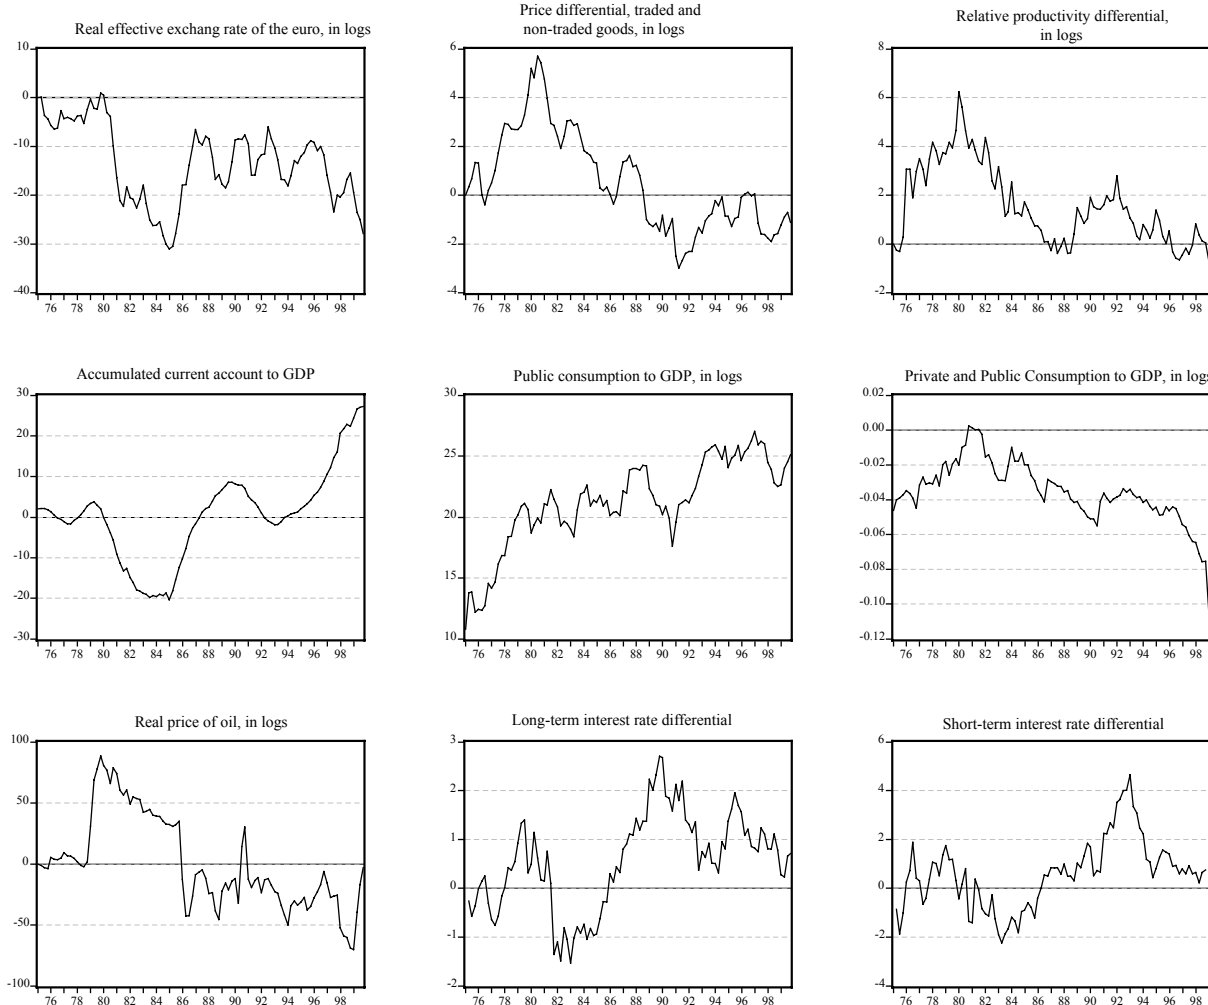 Real effective exchang rate of the euro, in logs
10
0
-10
-20
-30
-40
76 78 80 82 84 86 88 90 92 94 96 98
Price differential, traded and
non-traded goods, in logs
6
4
2
0
-2
-4
76 78 80 82 84 86 88 90 92 94 96 98
Relative productivity differential,
in logs
8
6
4
2
0
-2
76 78 80 82 84 86 88 90 92 94 96 98
Accumulated current account to GDP
30
20
10
0
-10
-20
-30
76 78 80 82 84 86 88 90 92 94 96 98
Public consumption to GDP, in logs
30
25
20
15
10
76 78 80 82 84 86 88 90 92 94 96 98
Private and Public Consumption to GDP, in logs
0.02
0.00
-0.02
-0.04
-0.06
-0.08
-0.10
-0.12
76 78 80 82 84 86 88 90 92 94 96 98
Real price of oil, in logs
100
50
0
-50
-100
76 78 80 82 84 86 88 90 92 94 96 98
Long-term interest rate differential
3
2
1
0
-1
-2
76 78 80 82 84 86 88 90 92 94 96 98
Short-term interest rate differential
6
4
2
0
-2
-4
76 78 80 82 84 86 88 90 92 94 96 98